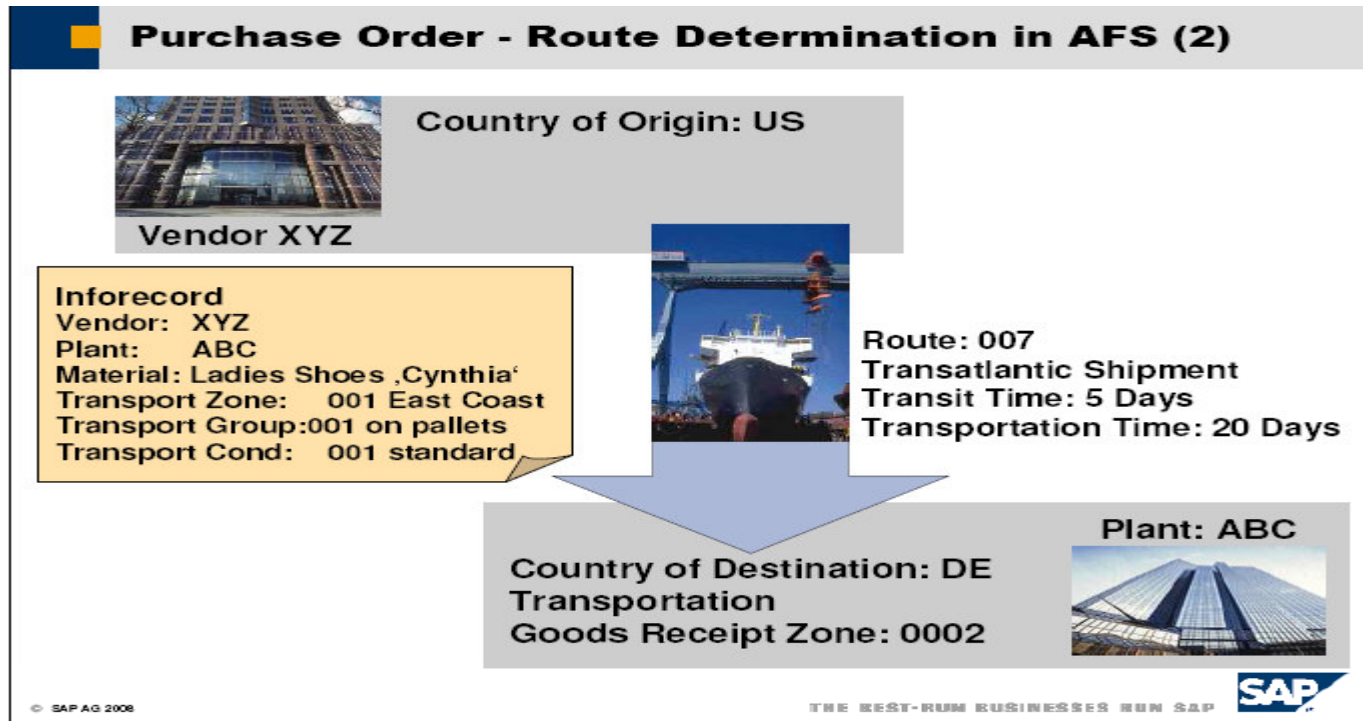 Purchase Order - Route Determination in AFS (2)
Country of Origin: US
Vendor XYZ
Inforecord
Vendor: XYZ
Plant: ABC
Material: Ladies Shoes ‚Cynthia‘
Transport Zone: 001 East Coast
Transport Group:001 on pallets
Transport Cond: 001 standard
Route: 007
Transatlantic Shipment
Transit Time: 5 Days
Transportation Time: 20 Days
Plant: ABC
Country of Destination: DE
Transportation
Goods Receipt Zone: 0002
© SAP AG 2008
THE BEST-RUN BUSINESSES RUN SAP
SAP